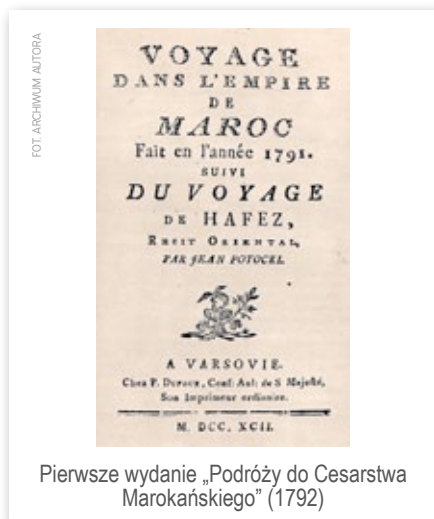 FOT. ARCHIWUM AUTORA
VOYAGE
DANS L'EMPIRE
DE
MAROC
Fait en l'année 1791.
SUIVI
DU VOYAGE
DE HAFEZ,
RECIT ORIENTAL,
PAR JEAN POTOCKI.
A VARSOVIE.
Chez P. Dufour, Conf: Aul: de S Majesté,
Son Imprimeur ordinaire.
M. DCC. XCII.
Pierwsze wydanie „Podróży do Cesarstwa
Marokańskiego” (1792)